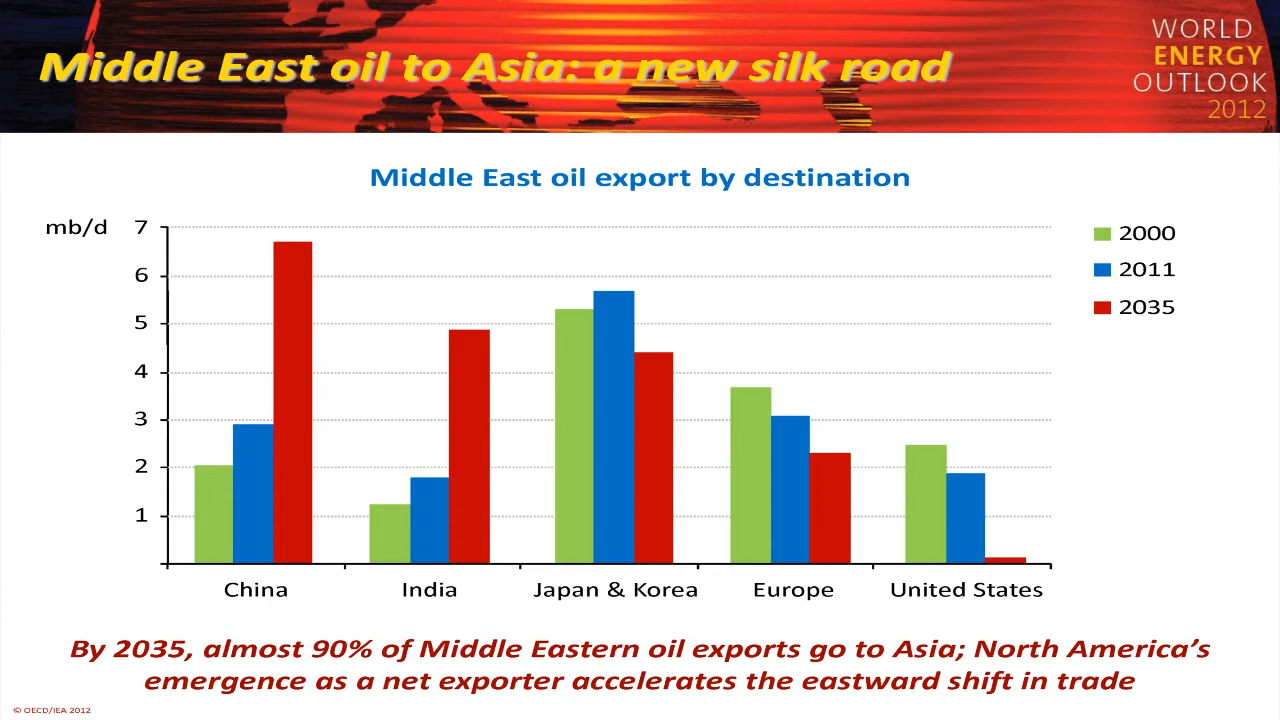 Middle East oil to Asia: a new silk road
WORLD
ENERGY
OUTLOOK
2012
Middle East oil export by destination
mb/d
7
6
5
4
3
2
1
2000
2011
2035
China
India
Japan & Korea
Europe
United States
By 2035, almost 90% of Middle Eastern oil exports go to Asia; North America’s
emergence as a net exporter accelerates the eastward shift in trade
© OECD/IEA 2012